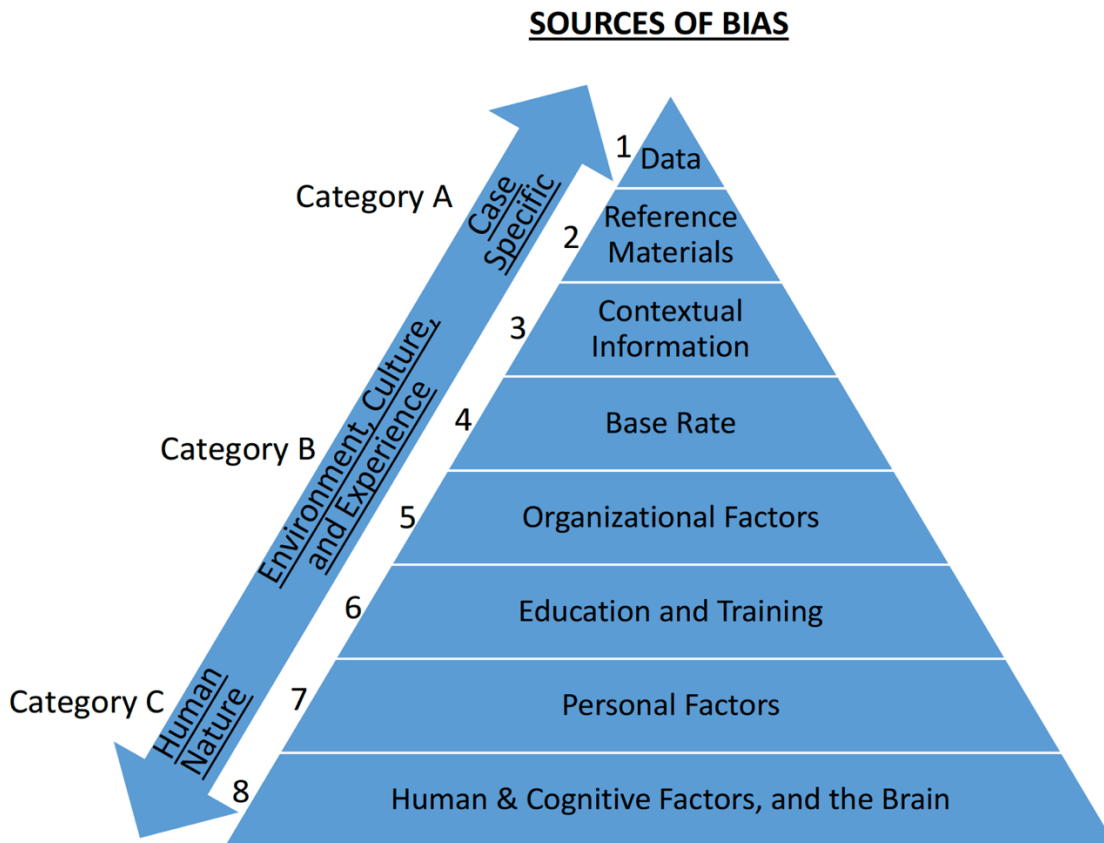 SOURCES OF BIAS
1
Data
Category A
Case
Specific
2
Reference
Materials
3
Contextual
Information
Category B
Environment, Culture,
and Experience
4
Base Rate
5
Organizational Factors
6
Education and Training
Category C
Human
Nature
7
Personal Factors
8
Human & Cognitive Factors, and the Brain